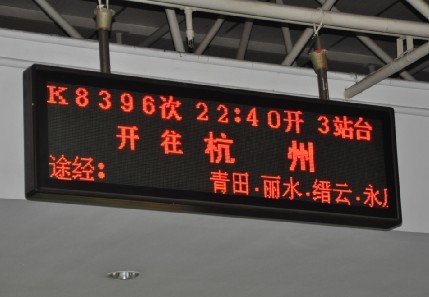 K8396次 22:40开 3站台
开往 杭州
途经: 青田.丽水.缙云.永